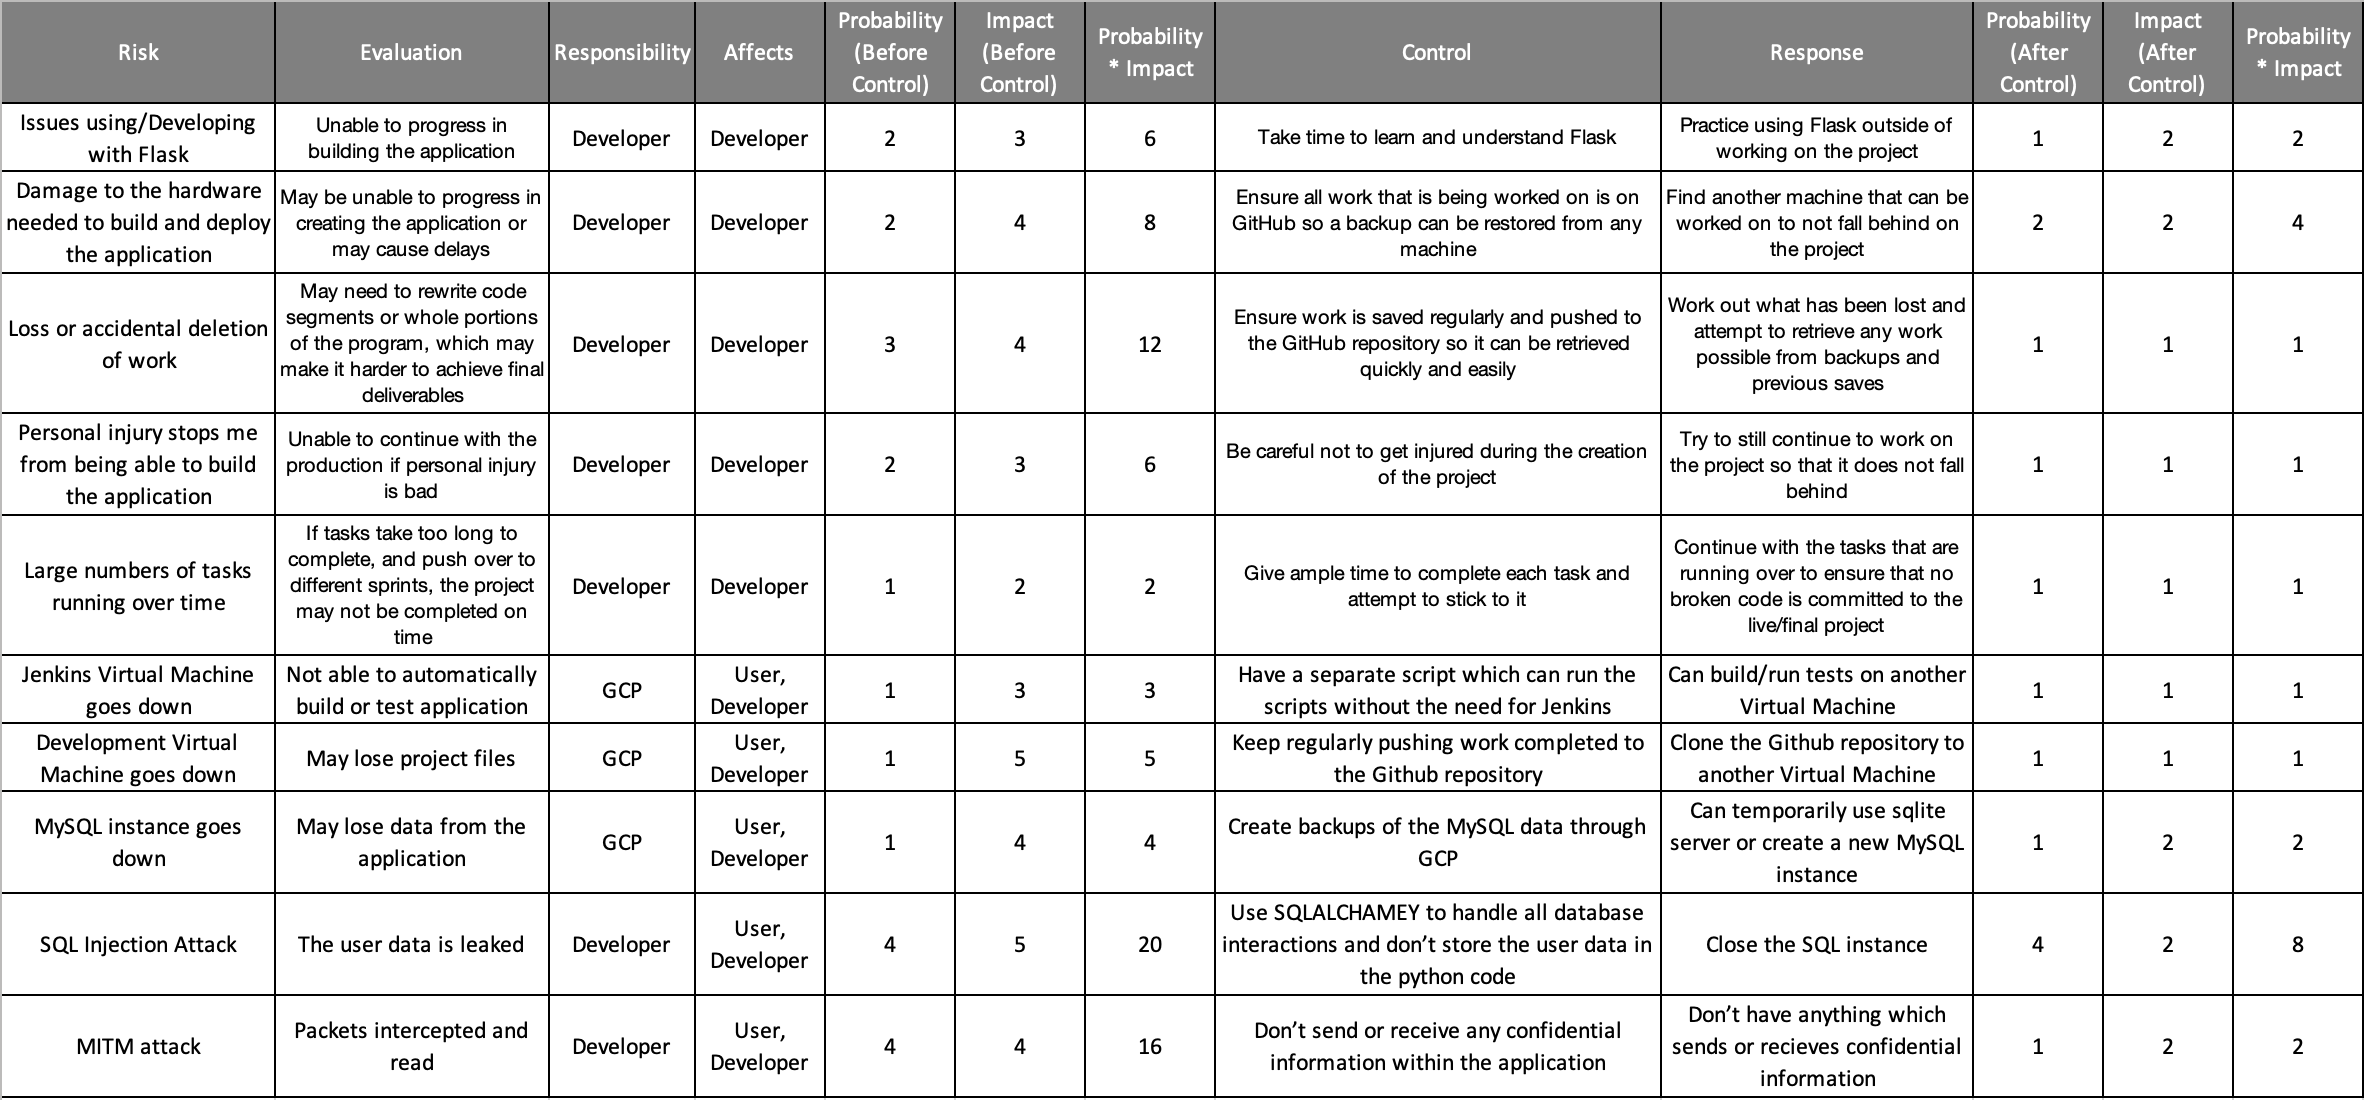 Risk
Evaluation
Responsibility
Affects
Probability
(Before
Control)
Impact
(Before
Control)
Probability
* Impact
Control
Response
Probability
(After
Control)
Impact
(After
Control)
Probability
* Impact
Issues using/Developing
with Flask
Unable to progress in
building the application
Developer
Developer
2
3
6
Take time to learn and understand Flask
Practice using Flask outside of
working on the project
1
2
2
Damage to the hardware
needed to build and deploy
the application
May be unable to progress in
creating the application or
may cause delays
Developer
Developer
2
4
8
Ensure all work that is being worked on is on
GitHub so a backup can be restored from any
machine
Find another machine that can be
worked on to not fall behind on
the project
2
2
4
Loss or accidental deletion
of work
May need to rewrite code
segments or whole portions
of the program, which may
make it harder to achieve final
deliverables
Developer
Developer
3
4
12
Ensure work is saved regularly and pushed to
the GitHub repository so it can be retrieved
quickly and easily
Work out what has been lost and
attempt to retrieve any work
possible from backups and
previous saves
1
1
1
Personal injury stops me
from being able to build
the application
Unable to continue with the
production if personal injury
is bad
Developer
Developer
2
3
6
Be careful not to get injured during the creation
of the project
Try to still continue to work on
the project so that it does not fall
behind
1
1
1
Large numbers of tasks
running over time
If tasks take too long to
complete, and push over to
different sprints, the project
may not be completed on
time
Developer
Developer
1
2
2
Give ample time to complete each task and
attempt to stick to it
Continue with the tasks that are
running over to ensure that no
broken code is committed to the
live/final project
1
1
1
Jenkins Virtual Machine
goes down
Not able to automatically
build or test application
GCP
User,
Developer
1
3
3
Have a separate script which can run the
scripts without the need for Jenkins
Can build/run tests on another
Virtual Machine
1
1
1
Development Virtual
Machine goes down
May lose project files
GCP
User,
Developer
1
5
5
Keep regularly pushing work completed to
the Github repository
Clone the Github repository to
another Virtual Machine
1
1
1
MySQL instance goes
down
May lose data from the
application
GCP
User,
Developer
1
4
4
Create backups of the MySQL data through
GCP
Can temporarily use sqlite
server or create a new MySQL
instance
1
2
2
SQL Injection Attack
The user data is leaked
Developer
User,
Developer
4
5
20
Use SQLALCHAMEY to handle all database
interactions and don’t store the user data in
the python code
Close the SQL instance
4
2
8
MITM attack
Packets intercepted and
read
Developer
User,
Developer
4
4
16
Don’t send or receive any confidential
information within the application
Don’t have anything which
sends or recieves confidential
information
1
2
2